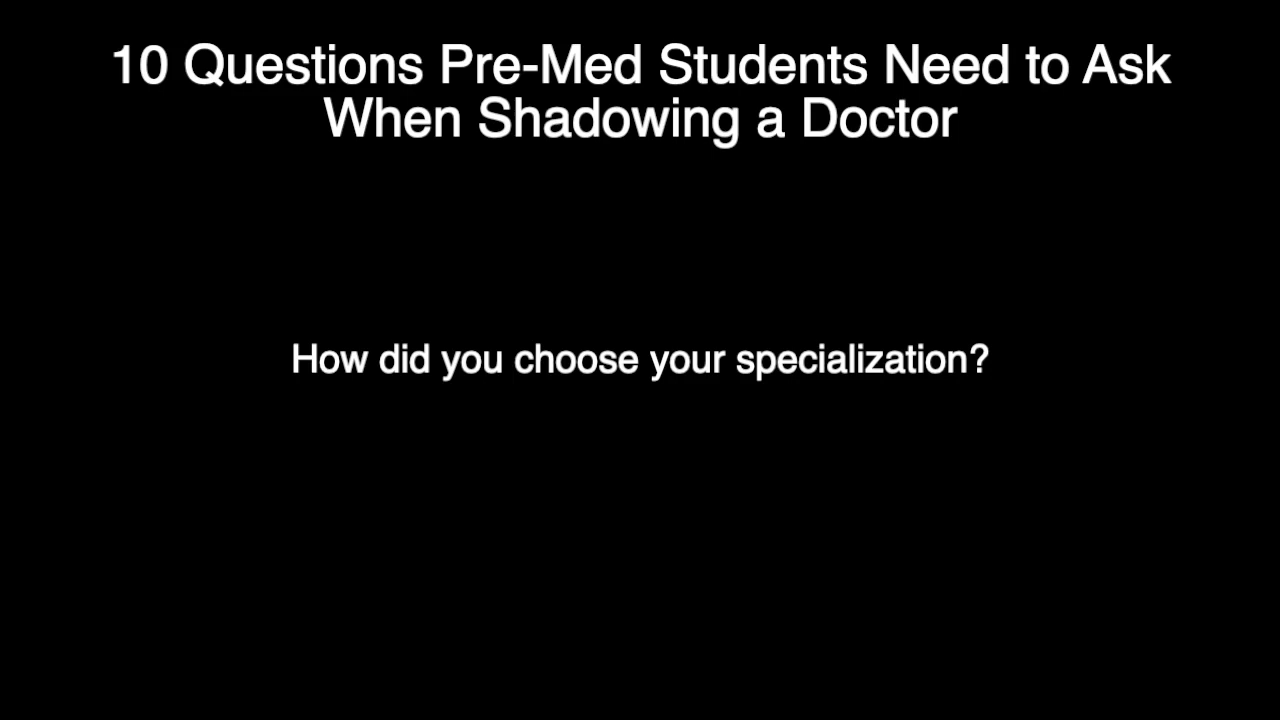 10 Questions Pre-Med Students Need to Ask
When Shadowing a Doctor
How did you choose your specialization?